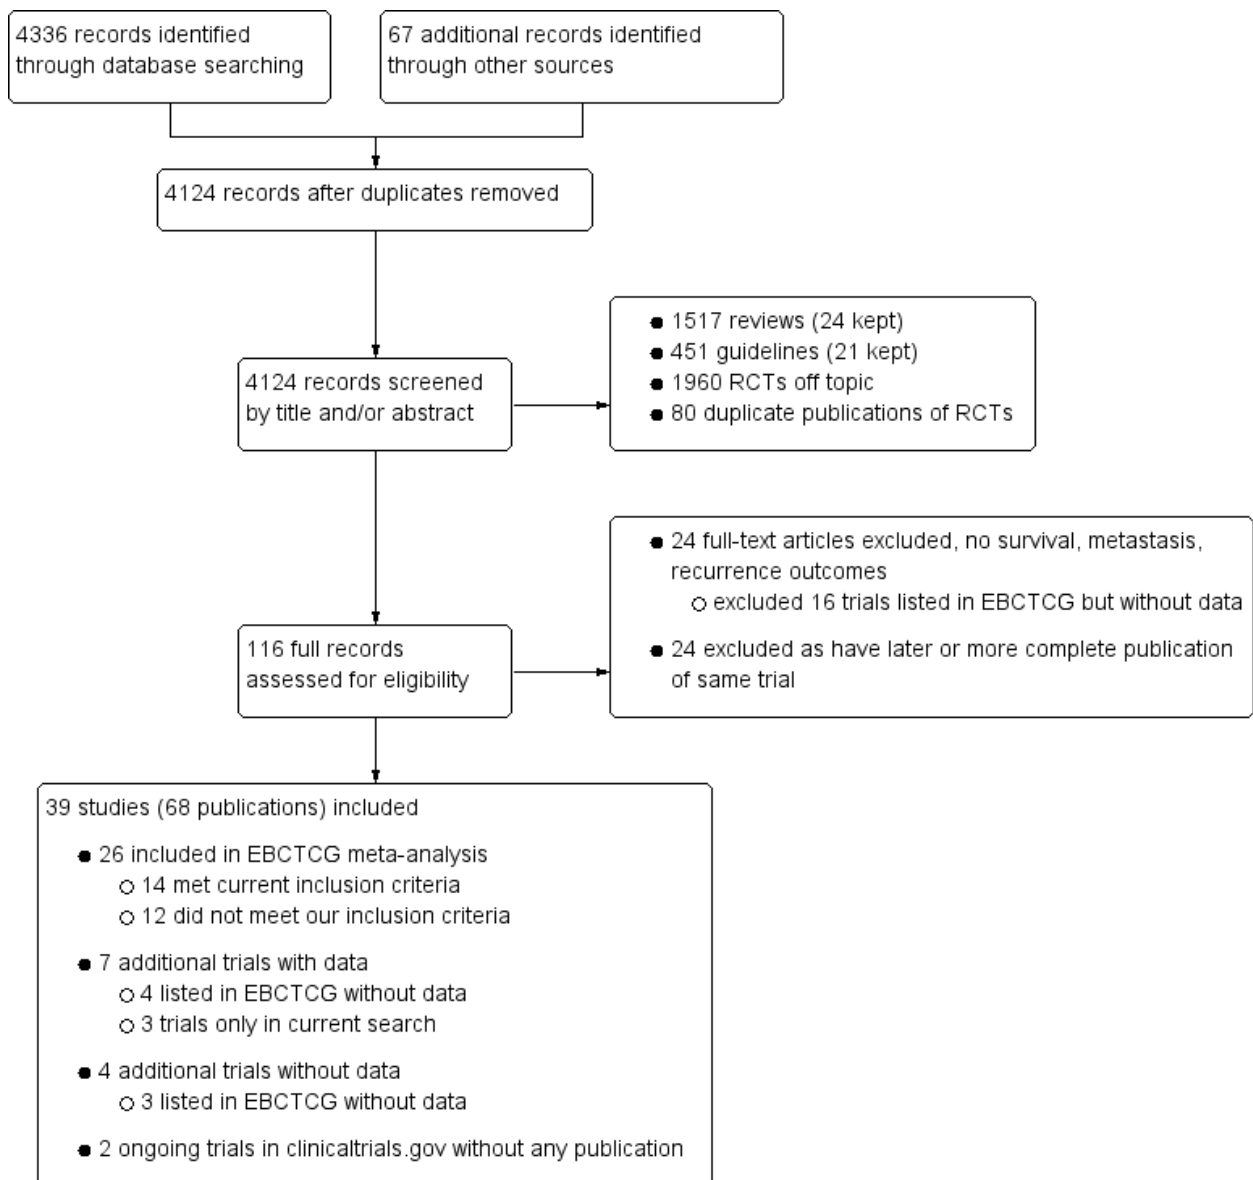 4336 records identified
through database searching
67 additional records identified
through other sources
4124 records after duplicates removed
4124 records screened
by title and/or abstract
● 1517 reviews (24 kept)
● 451 guidelines (21 kept)
● 1960 RCTs off topic
● 80 duplicate publications of RCTs
116 full records
assessed for eligibility
● 24 full-text articles excluded, no survival, metastasis,
recurrence outcomes
○ excluded 16 trials listed in EBCTCG but without data
● 24 excluded as have later or more complete publication
of same trial
39 studies (68 publications) included
● 26 included in EBCTCG meta-analysis
○ 14 met current inclusion criteria
○ 12 did not meet our inclusion criteria
● 7 additional trials with data
○ 4 listed in EBCTCG without data
○ 3 trials only in current search
● 4 additional trials without data
○ 3 listed in EBCTCG without data
● 2 ongoing trials in clinicaltrials.gov without any publication